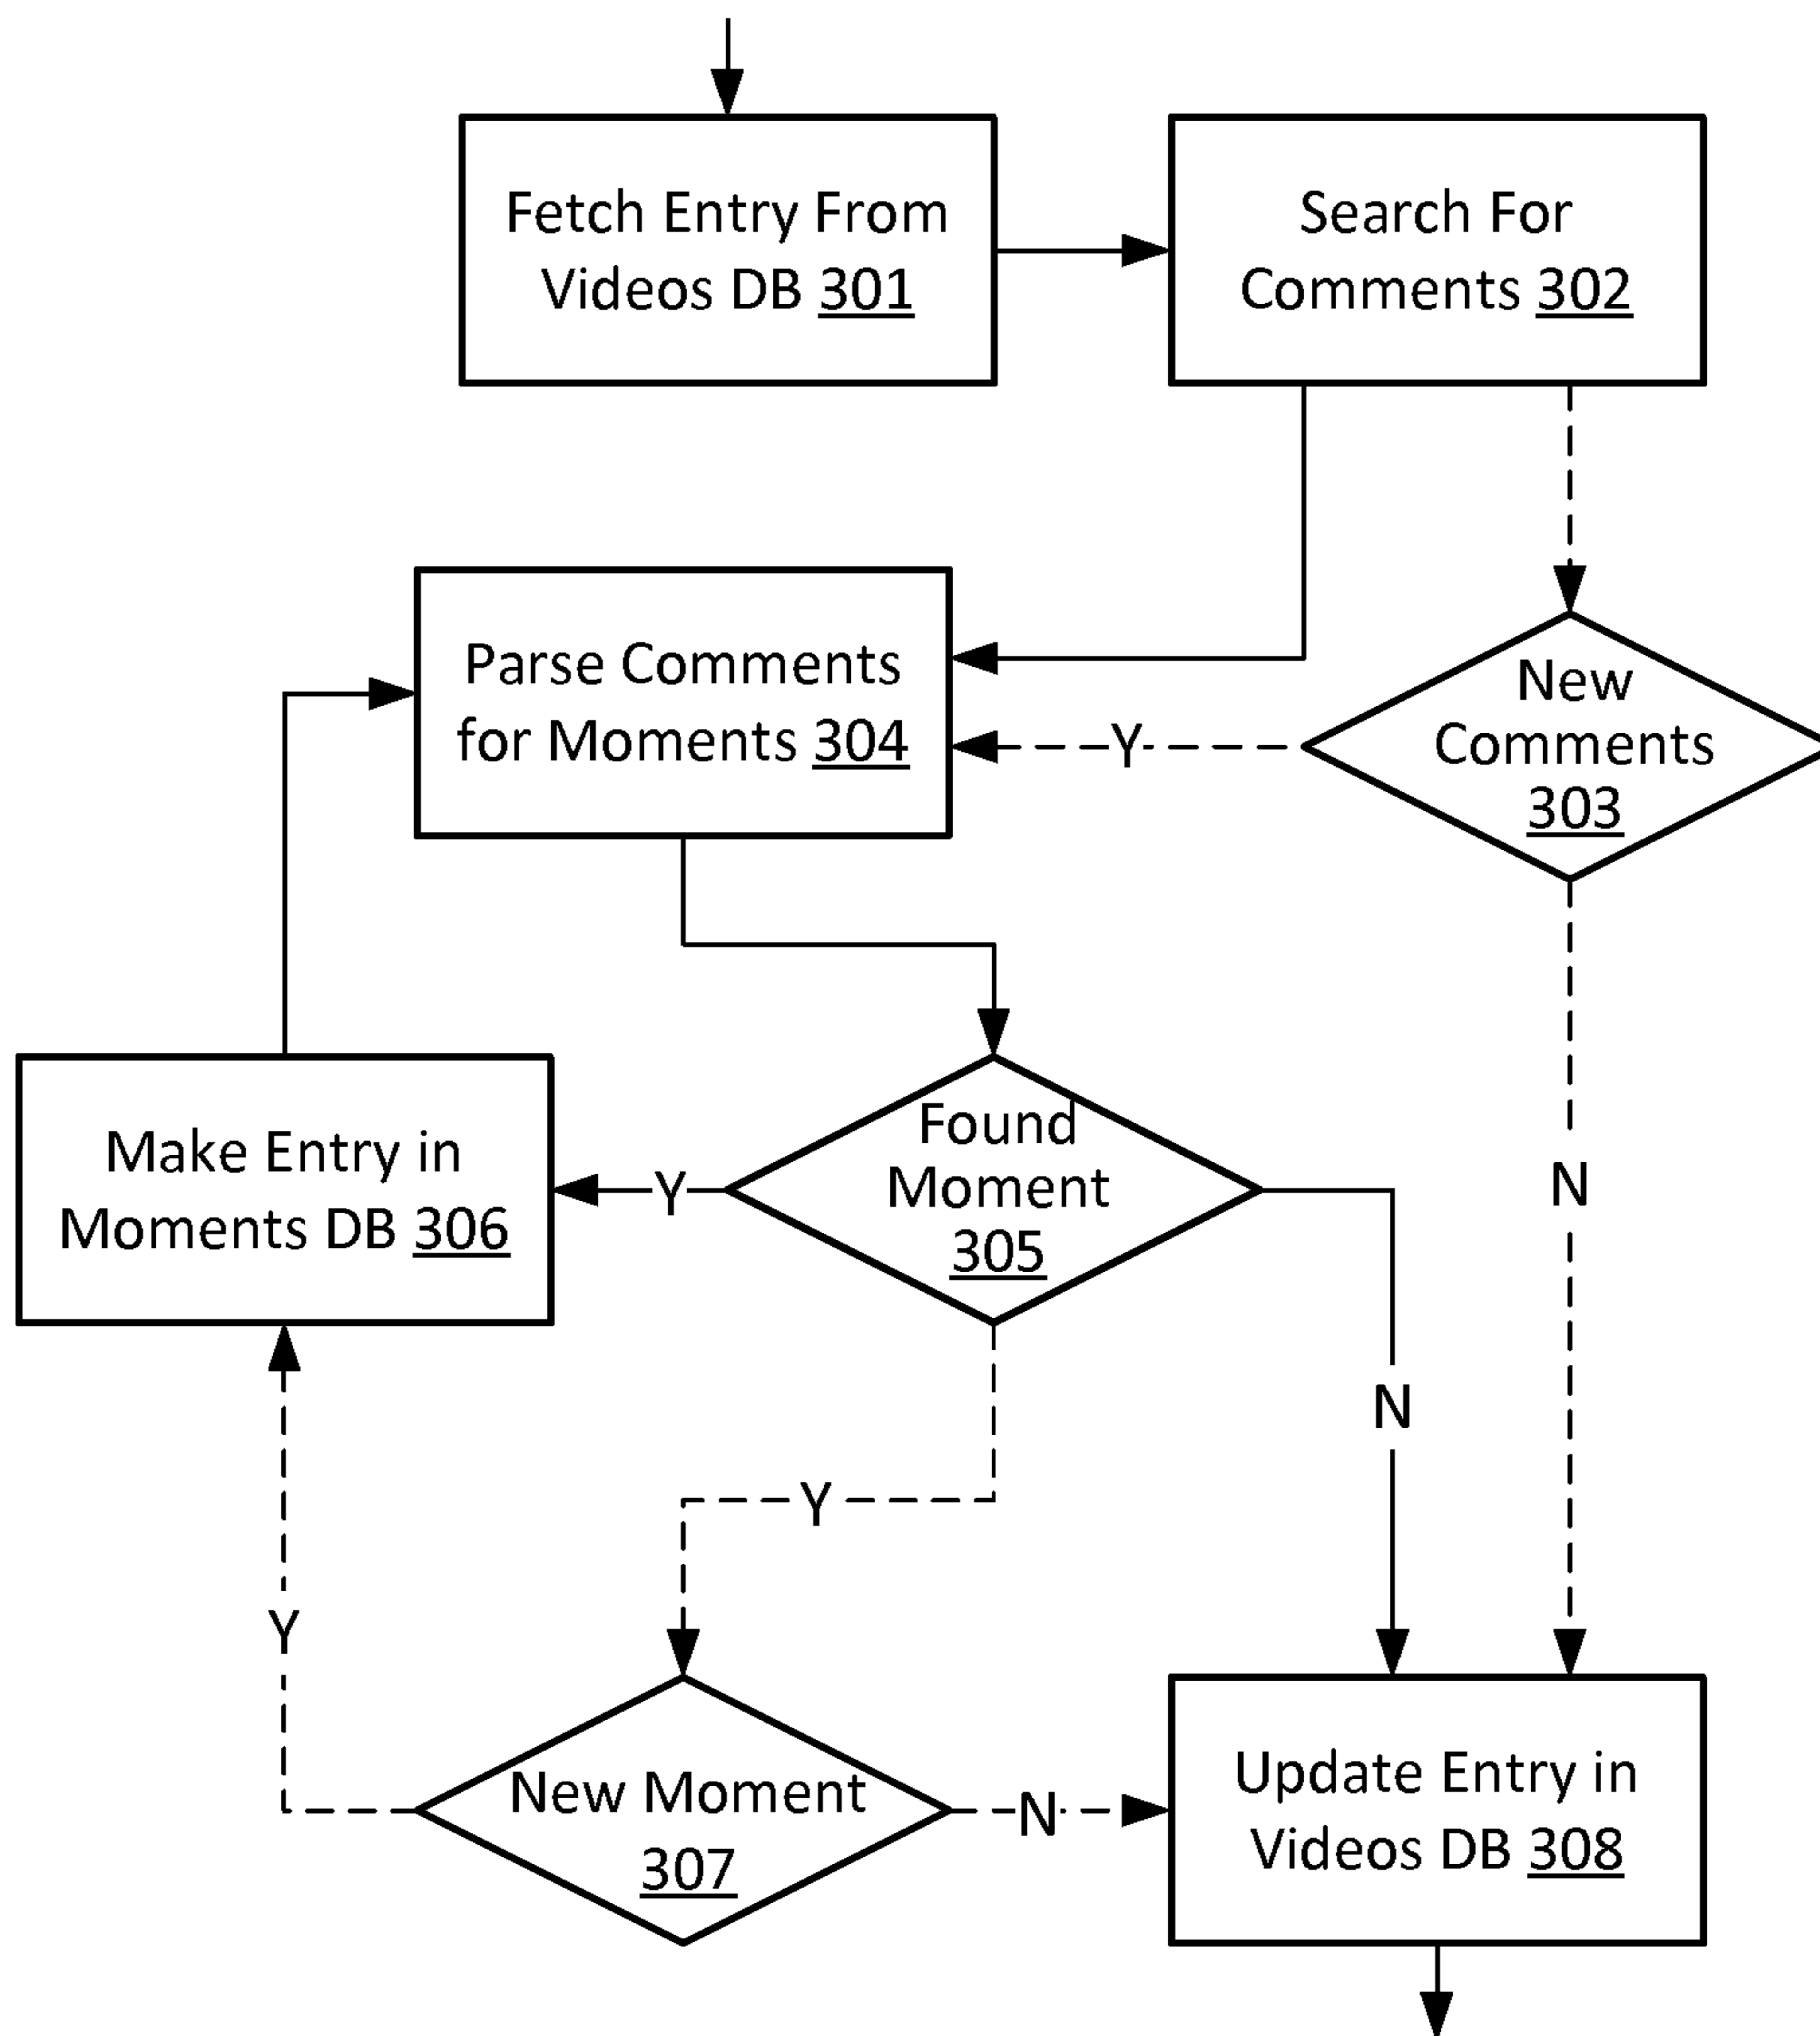 Fetch Entry From
Videos DB 301
Search For
Comments 302
Parse Comments
for Moments 304
Y
New
Comments
303
Make Entry in
Moments DB 306
Y
Found
Moment
305
N
N
Y
Y
New Moment
307
N
Update Entry in
Videos DB 308